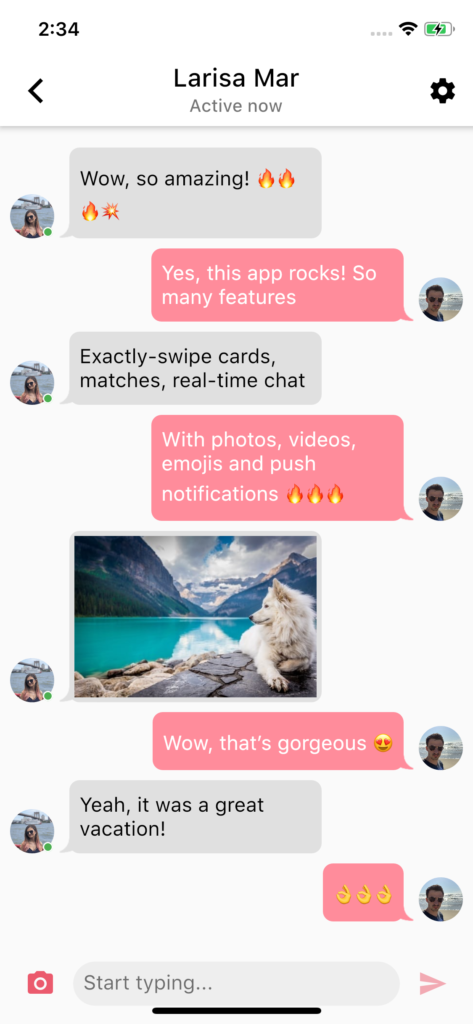 2:34
Larisa Mar
Active now
Wow, so amazing! 🔥🔥
🔥💥
Yes, this app rocks! So
many features
Exactly-swipe cards,
matches, real-time chat
With photos, videos,
emojis and push
notifications 🔥🔥🔥
Wow, that’s gorgeous 😍
Yeah, it was a great
vacation!
👌👌👌
Start typing...